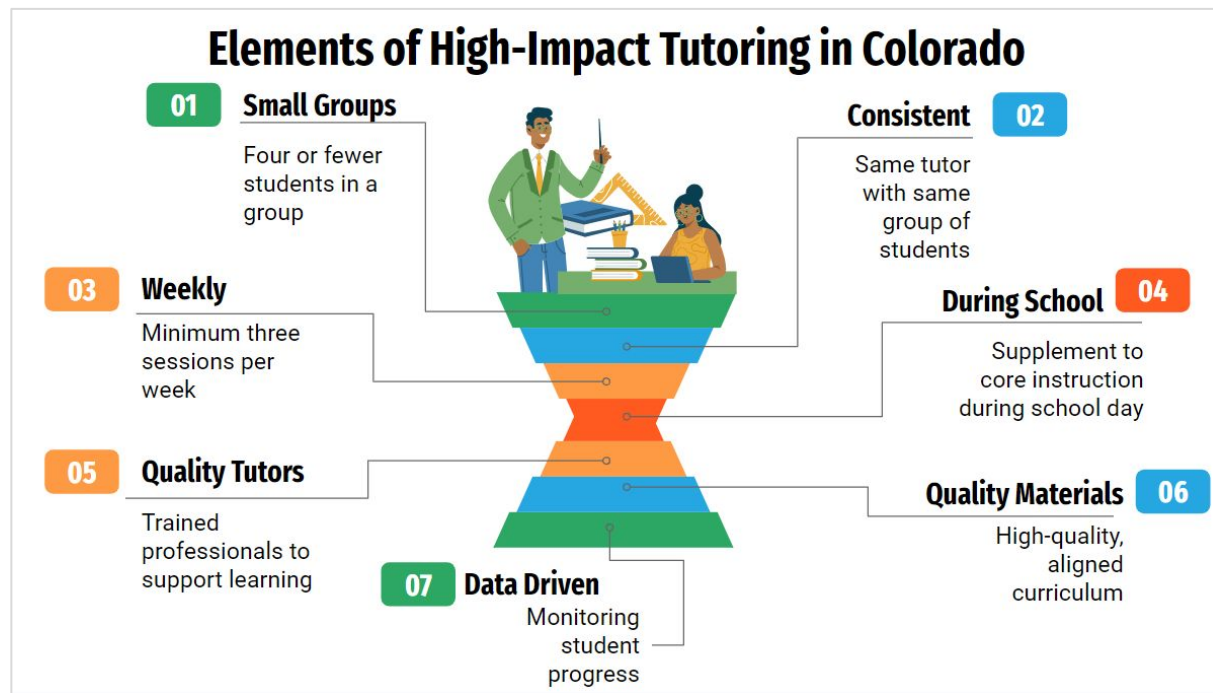 Elements of High-Impact Tutoring in Colorado
01
Small Groups
Four or fewer
students in a
group
Consistent
02
Same tutor
with same
group of
students
03
Weekly
Minimum three
sessions per
week
During School
04
Supplement to
core instruction
during school day
05
Quality Tutors
Trained
professionals to
support learning
Quality Materials
06
High-quality,
aligned
curriculum
07
Data Driven
Monitoring
student
progress